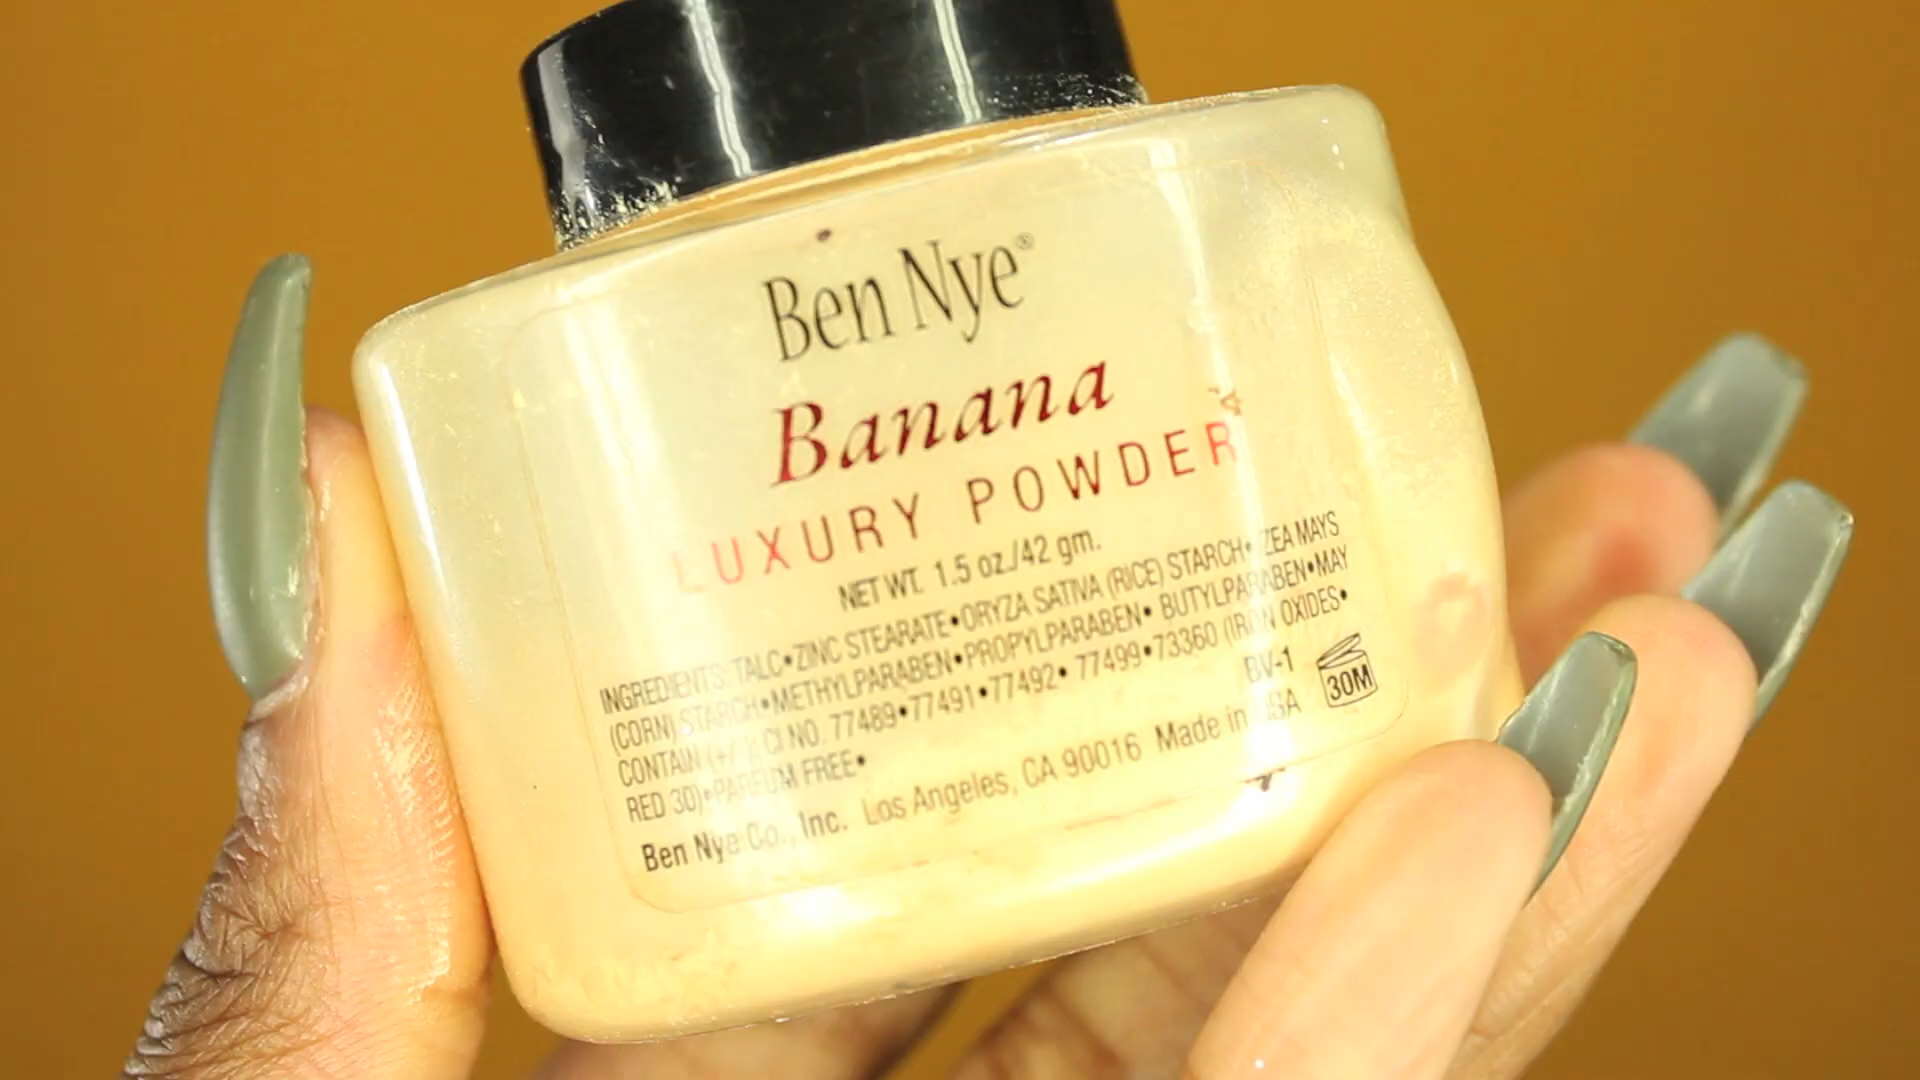 Ben Nye®
Banana
LUXURY POWDER
NET WT. 1.5 oz./42 gm.
INGREDIENTS: TALC•ZINC STEARATE•ORYZA SATIVA (RICE) STARCH• ZEA MAYS
(CORN) STARCH•METHYLPARABEN•PROPYLPARABEN• BUTYLPARABEN•MAY
CONTAIN (+/-): CI NO. 77489•77491•77492• 77499•73360 (IRON OXIDES•
RED 3D)•PARFUM FREE•
BV-1
30M
Ben Nye Co., Inc. Los Angeles, CA 90016 Made in USA